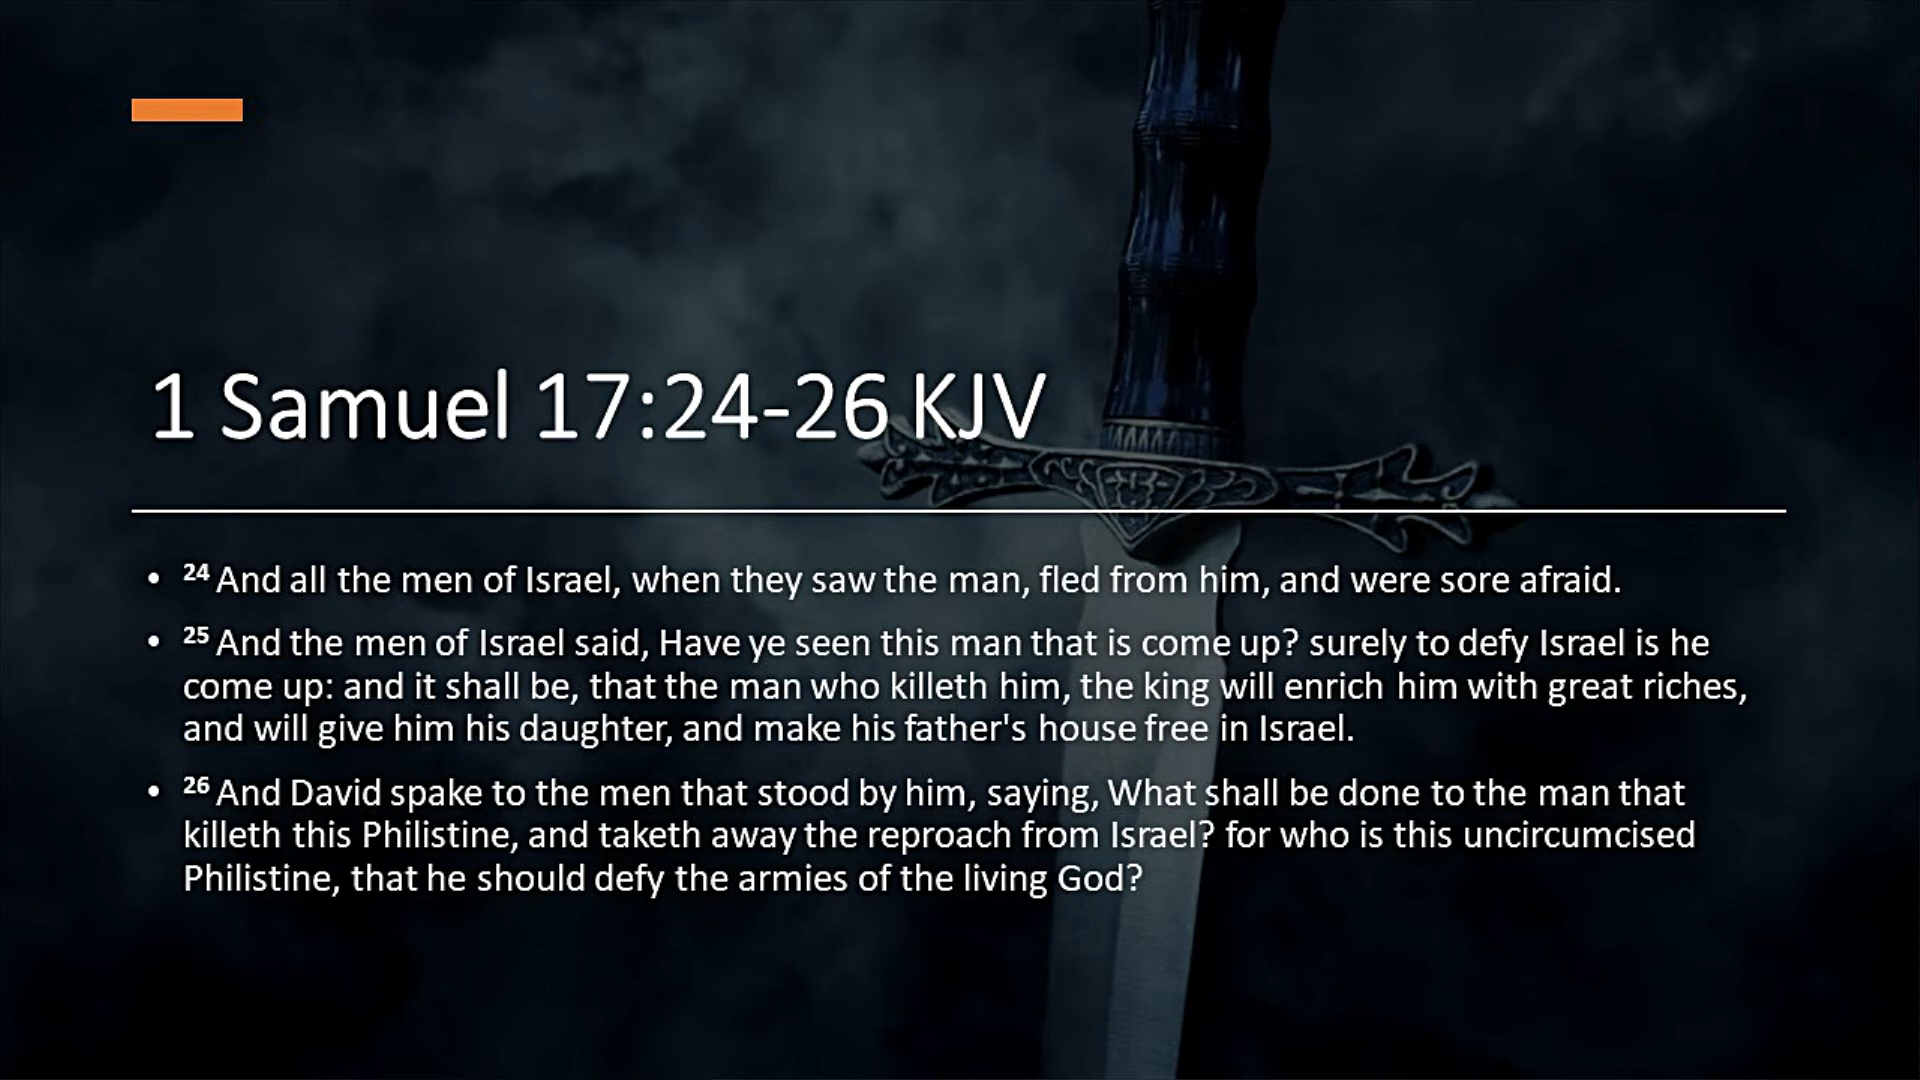 1 Samuel 17:24-26 KJV
• 24 And all the men of Israel, when they saw the man, fled from him, and were sore afraid.
• 25 And the men of Israel said, Have ye seen this man that is come up? surely to defy Israel is he
come up: and it shall be, that the man who killeth him, the king will enrich him with great riches,
and will give him his daughter, and make his father's house free in Israel.
• 26 And David spake to the men that stood by him, saying, What shall be done to the man that
killeth this Philistine, and taketh away the reproach from Israel? for who is this uncircumcised
Philistine, that he should defy the armies of the living God?